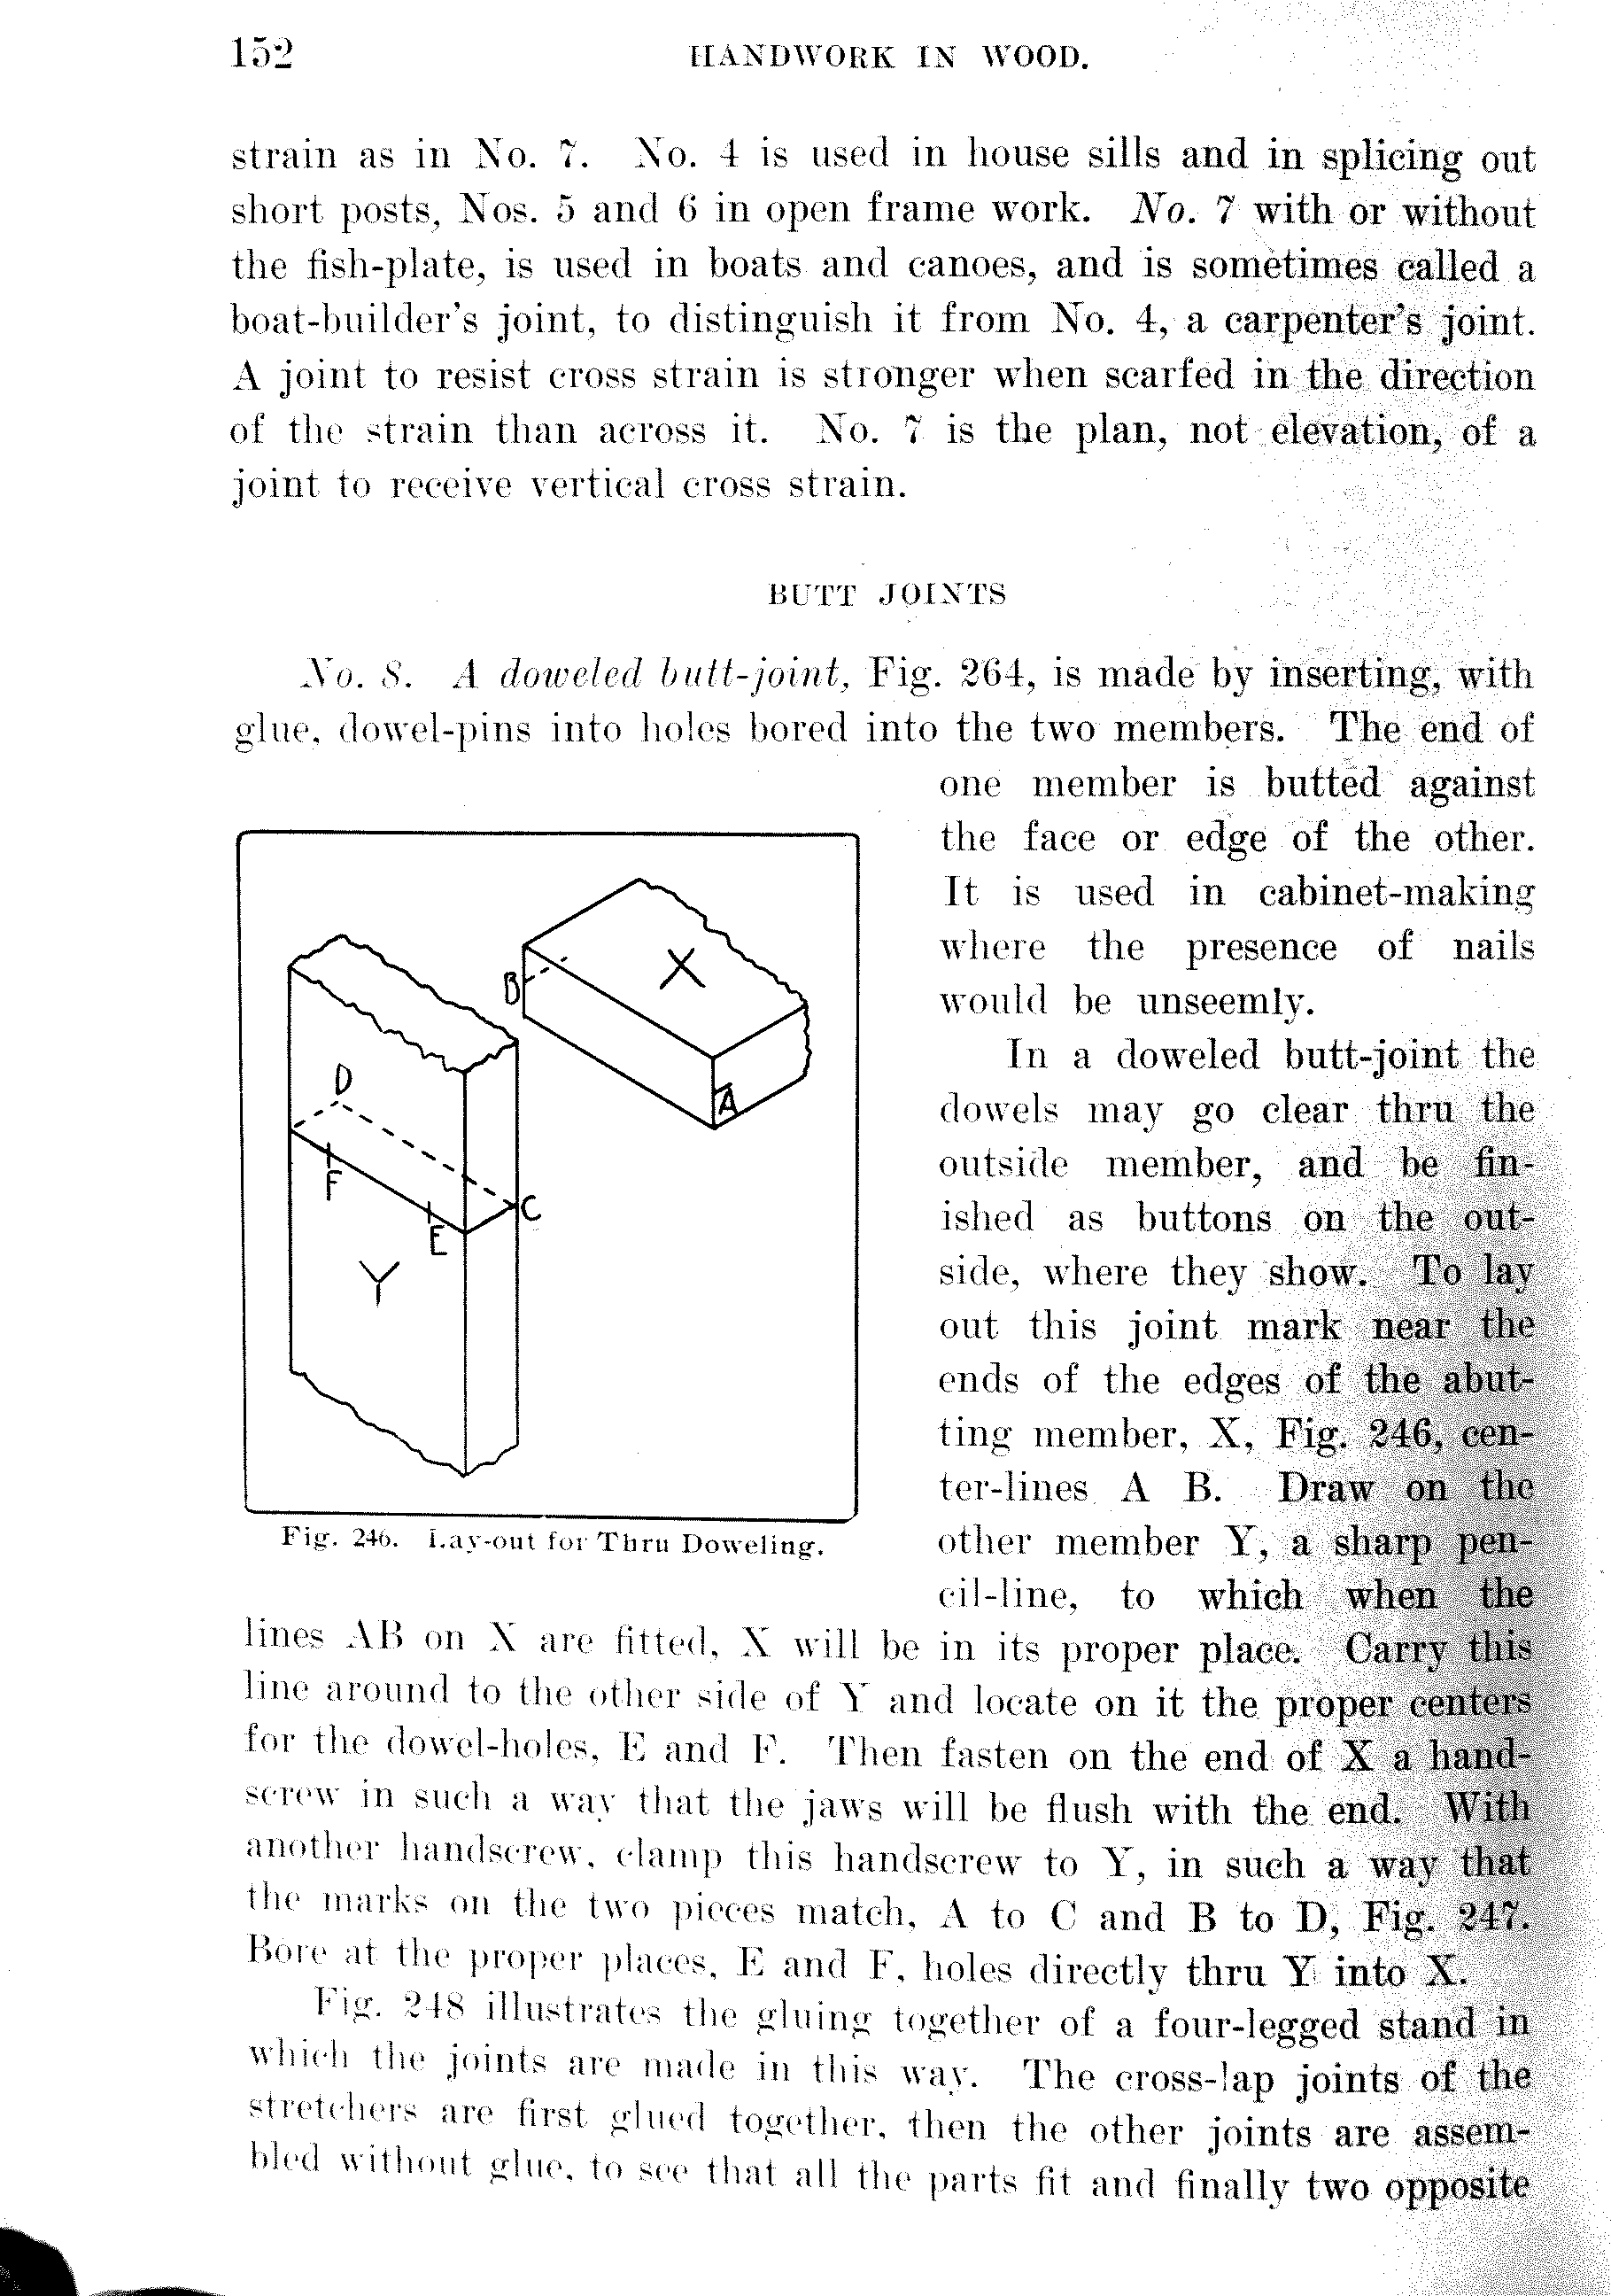 152
HANDWORK IN WOOD.
strain as in No. 7. No. 4 is used in house sills and in splicing out
short posts, Nos. 5 and 6 in open frame work. No. 7 with or without
the fish-plate, is used in boats and canoes, and is sometimes called a
boat-builder's joint, to distinguish it from No. 4, a carpenter's joint.
A joint to resist cross strain is stronger when scarfed in the direction
of the strain than across it. No. 7 is the plan, not elevation, of a
joint to receive vertical cross strain.
BUTT JOINTS
No. 8. A doweled butt-joint, Fig. 264, is made by inserting, with
glue, dowel-pins into holes bored into the two members. The end of
one member is butted against
the face or edge of the other.
It is used in cabinet-making
where the presence of nails
would be unseemly.
In a doweled butt-joint the
dowels may go clear thru the
outside member, and be fin-
ished as buttons on the out-
side, where they show. To lay
out this joint mark near the
ends of the edges of the abut-
ting member, X, Fig. 246, cen-
ter-lines A B. Draw on the
other member Y, a sharp pen-
cil-line, to which when the
X
B
A
D
F
C
E
Y
Fig. 246. Lay-out for Thru Doweling.
lines AB on X are fitted, X will be in its proper place. Carry this
line around to the other side of Y and locate on it the proper centers
for the dowel-holes, E and F. Then fasten on the end of X a hand-
screw in such a way that the jaws will be flush with the end. With
another handscrew, clamp this handscrew to Y, in such a way that
the marks on the two pieces match, A to C and B to D, Fig. 247.
Bore at the proper places, E and F, holes directly thru Y into X.
Fig. 248 illustrates the gluing together of a four-legged stand in
which the joints are made in this way. The cross-lap joints of the
stretchers are first glued together, then the other joints are assem-
bled without glue, to see that all the parts fit and finally two opposite